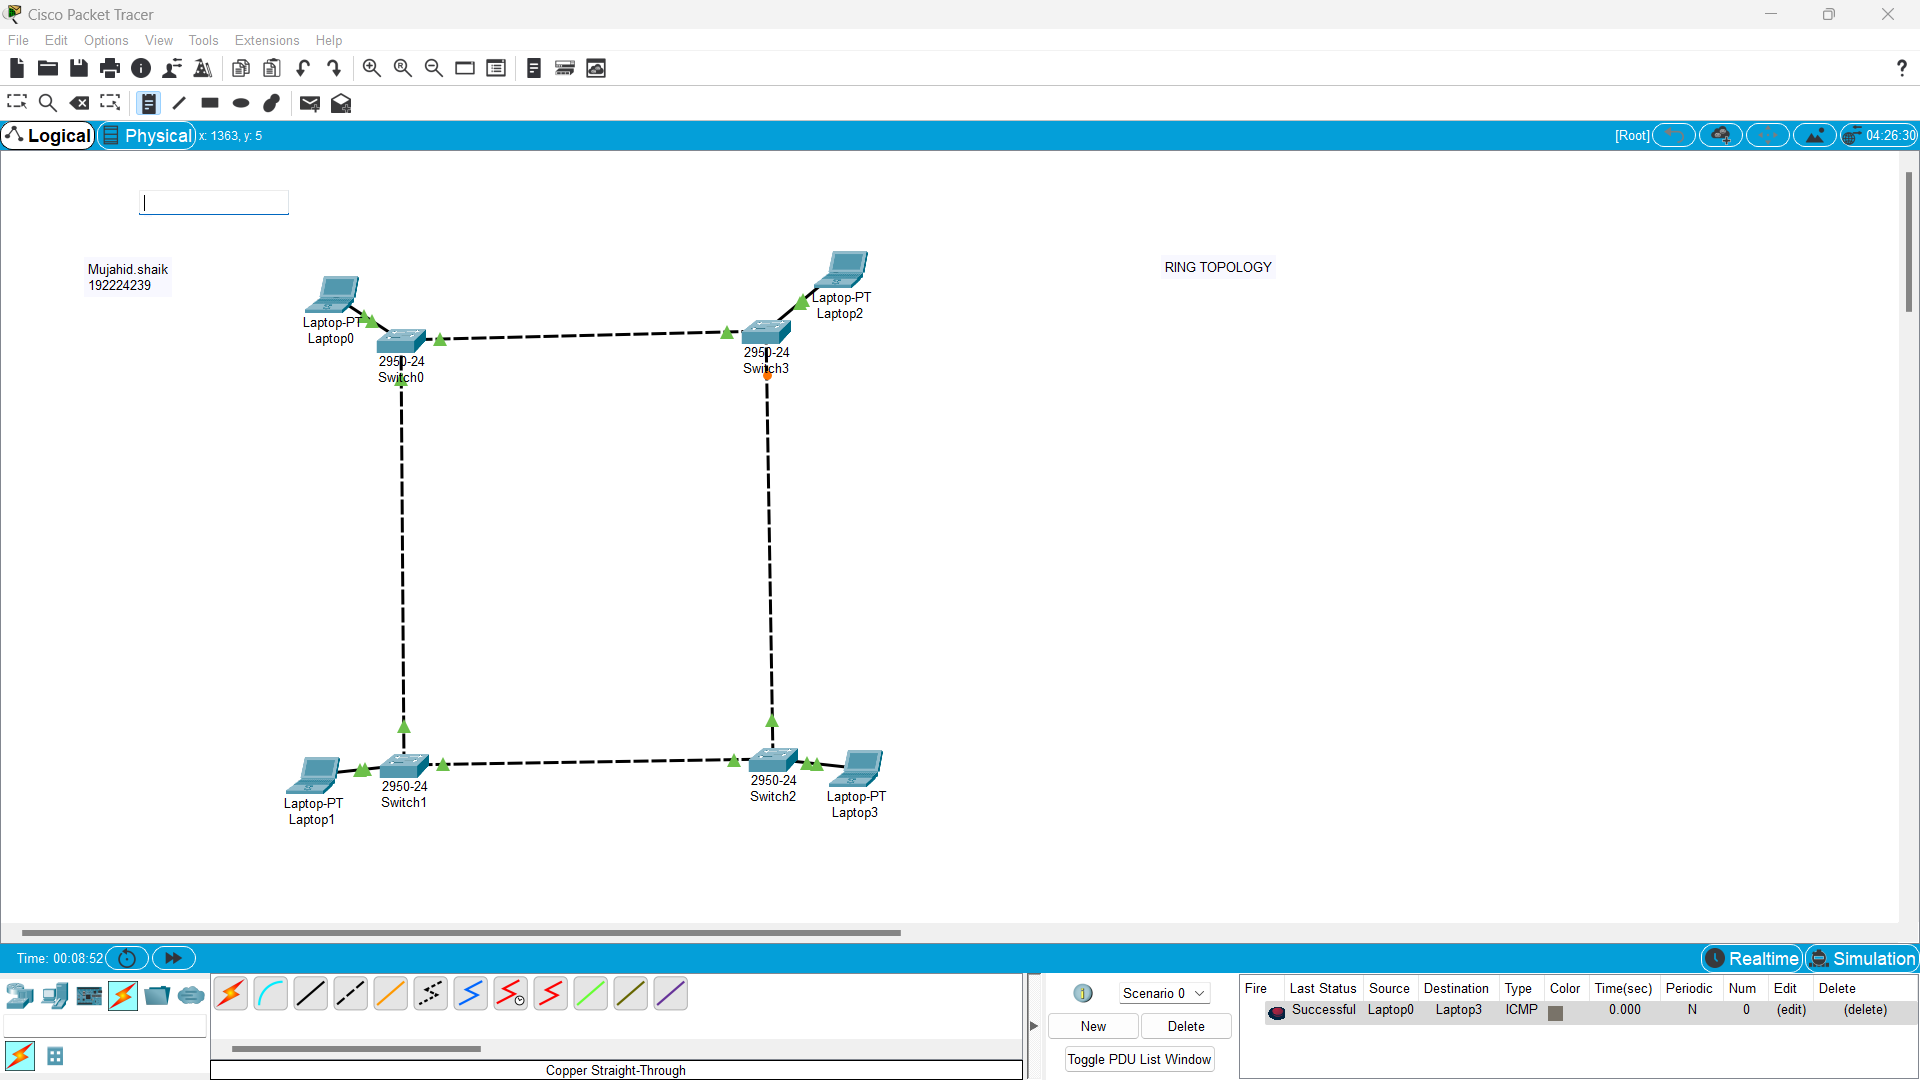 Cisco Packet Tracer
File Edit Options View Tools Extensions Help
?
Logical Physical x: 1363, y: 5 [Root] 04:26:30
Mujahid.shaik
192224239
RING TOPOLOGY
Laptop-PT
Laptop0
2950-24
Switch0
Laptop-PT
Laptop2
2950-24
Switch3
Laptop-PT
Laptop1
2950-24
Switch1
2950-24
Switch2
Laptop-PT
Laptop3
Time: 00:08:52 Realtime Simulation
Copper Straight-Through
Scenario 0
New Delete
Toggle PDU List Window
Fire Last Status Source Destination Type Color Time(sec) Periodic Num Edit Delete
Successful Laptop0 Laptop3 ICMP 0.000 N 0 (edit) (delete)